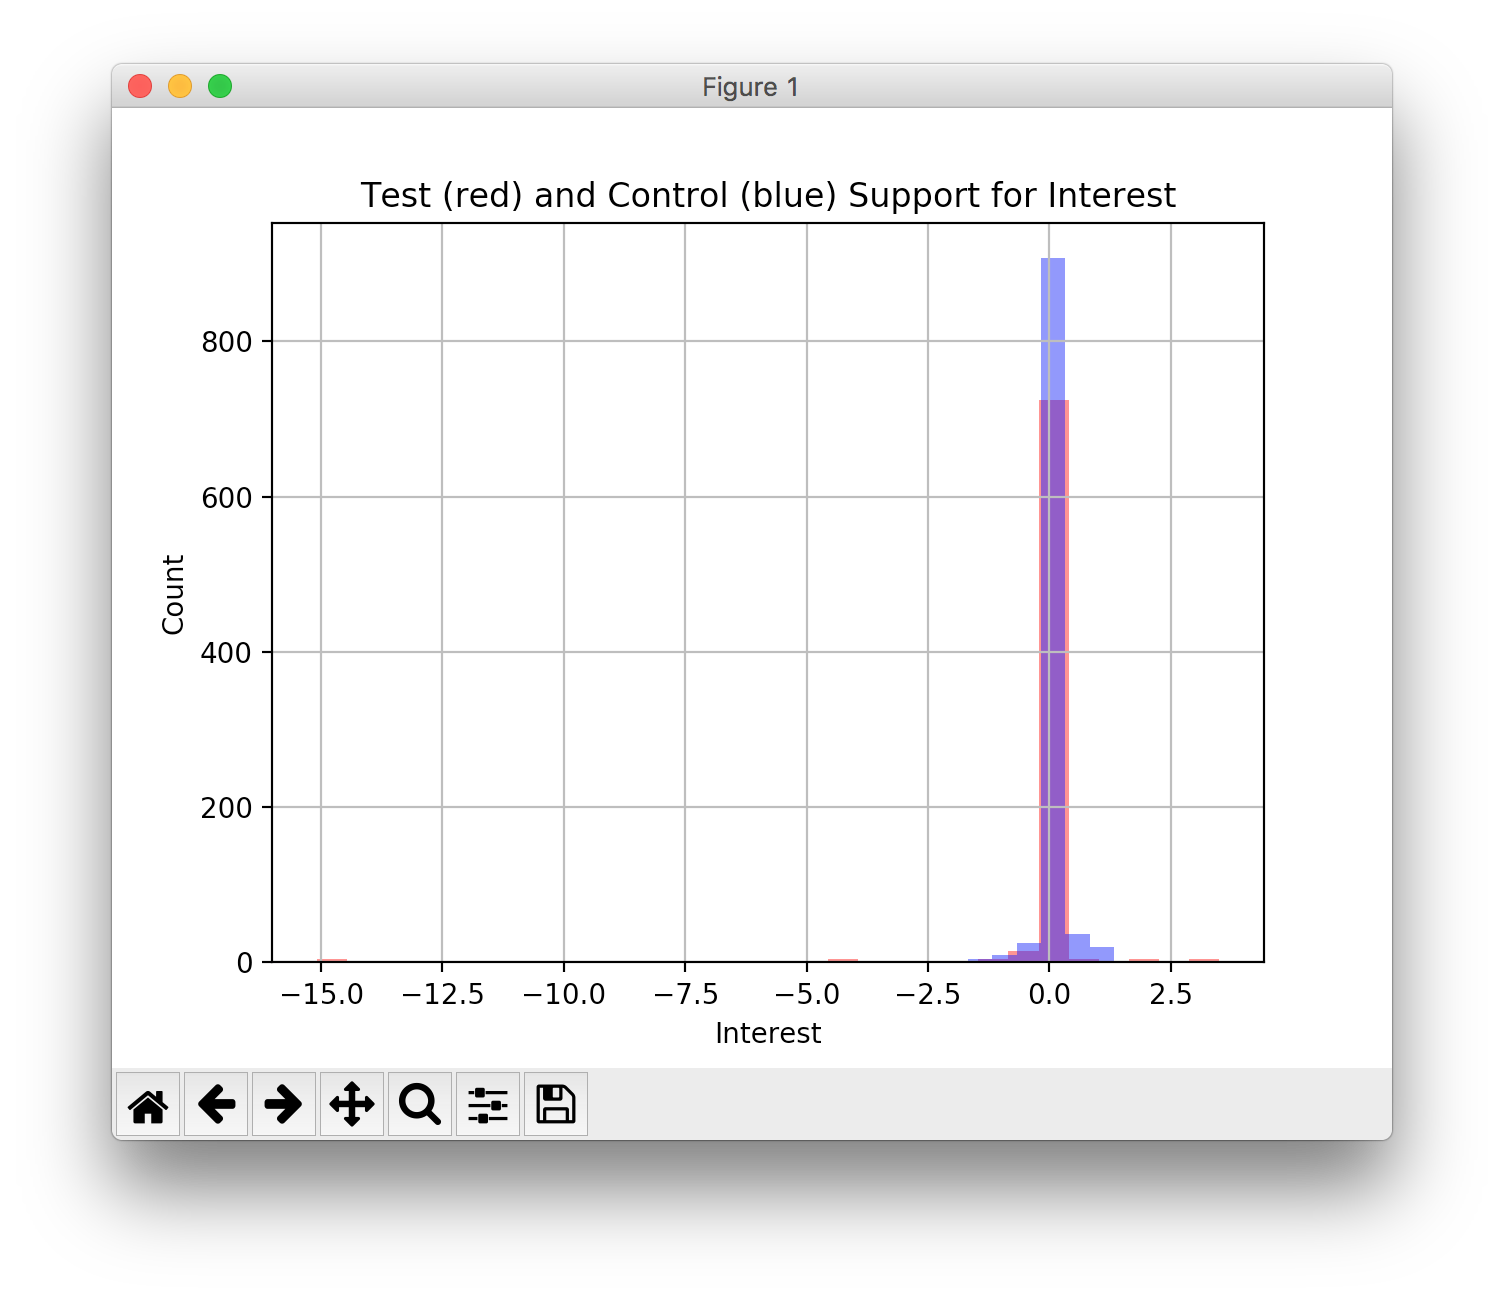 Figure 1
Test (red) and Control (blue) Support for Interest
800
600
400
200
0
Count
−15.0 −12.5 −10.0 −7.5 −5.0 −2.5 0.0 2.5
Interest